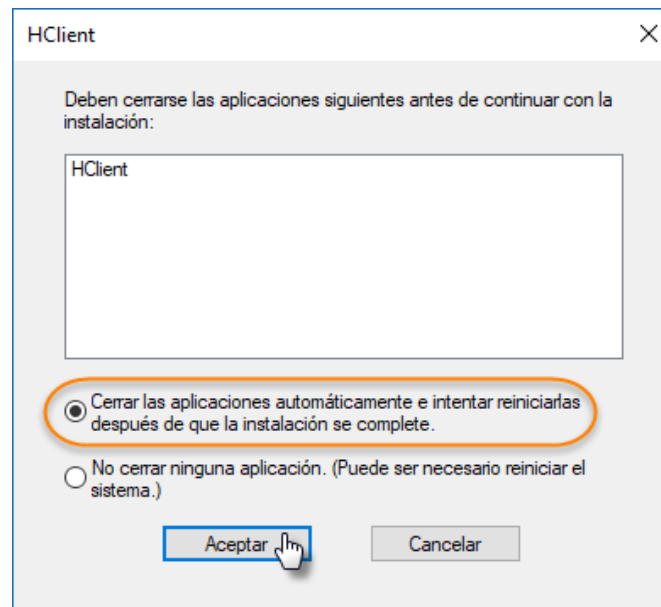 HClient
Deben cerrarse las aplicaciones siguientes antes de continuar con la
instalación:
HClient
Cerrar las aplicaciones automáticamente e intentar reiniciarlas
después de que la instalación se complete.
No cerrar ninguna aplicación. (Puede ser necesario reiniciar el
sistema.)
Aceptar
Cancelar